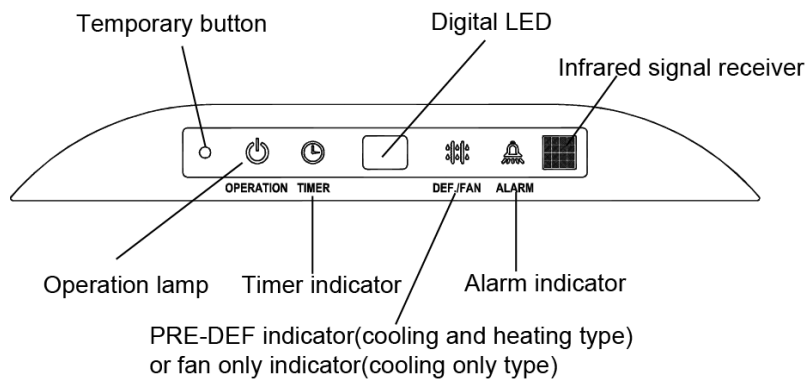 Temporary button
Digital LED
Infrared signal receiver
OPERATION TIMER DEF./FAN ALARM
Operation lamp
Timer indicator
Alarm indicator
PRE-DEF indicator(cooling and heating type)
or fan only indicator(cooling only type)